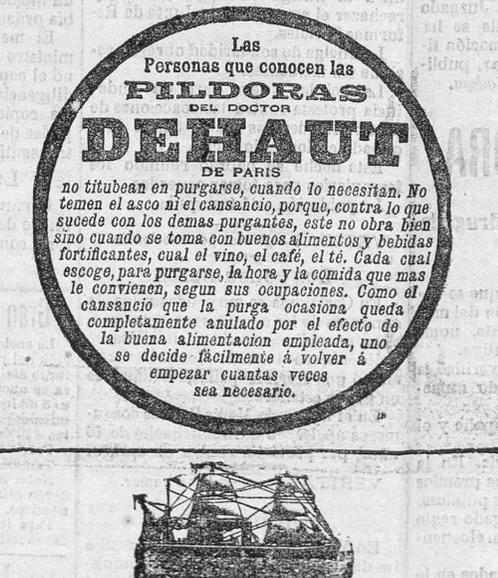 Las
Personas que conocen las
PILDORAS
DEL DOCTOR
DEHAUT
DE PARIS
no titubean en purgarse, cuando lo necesitan. No
temen el asco ni el cansancio, porque, contra lo que
sucede con los demas purgantes, este no obra bien
sino cuando se toma con buenos alimentos y bebidas
fortificantes, cual el vino, el café, el té. Cada cual
escoge, para purgarse, la hora y la comida que mas
le convienen, segun sus ocupaciones. Como el
cansancio que la purga ocasiona queda
completamente anulado por el efecto de
la buena alimentacion empleada, uno
se decide fácilmente á volver á
empezar cuantas veces
sea necesario.